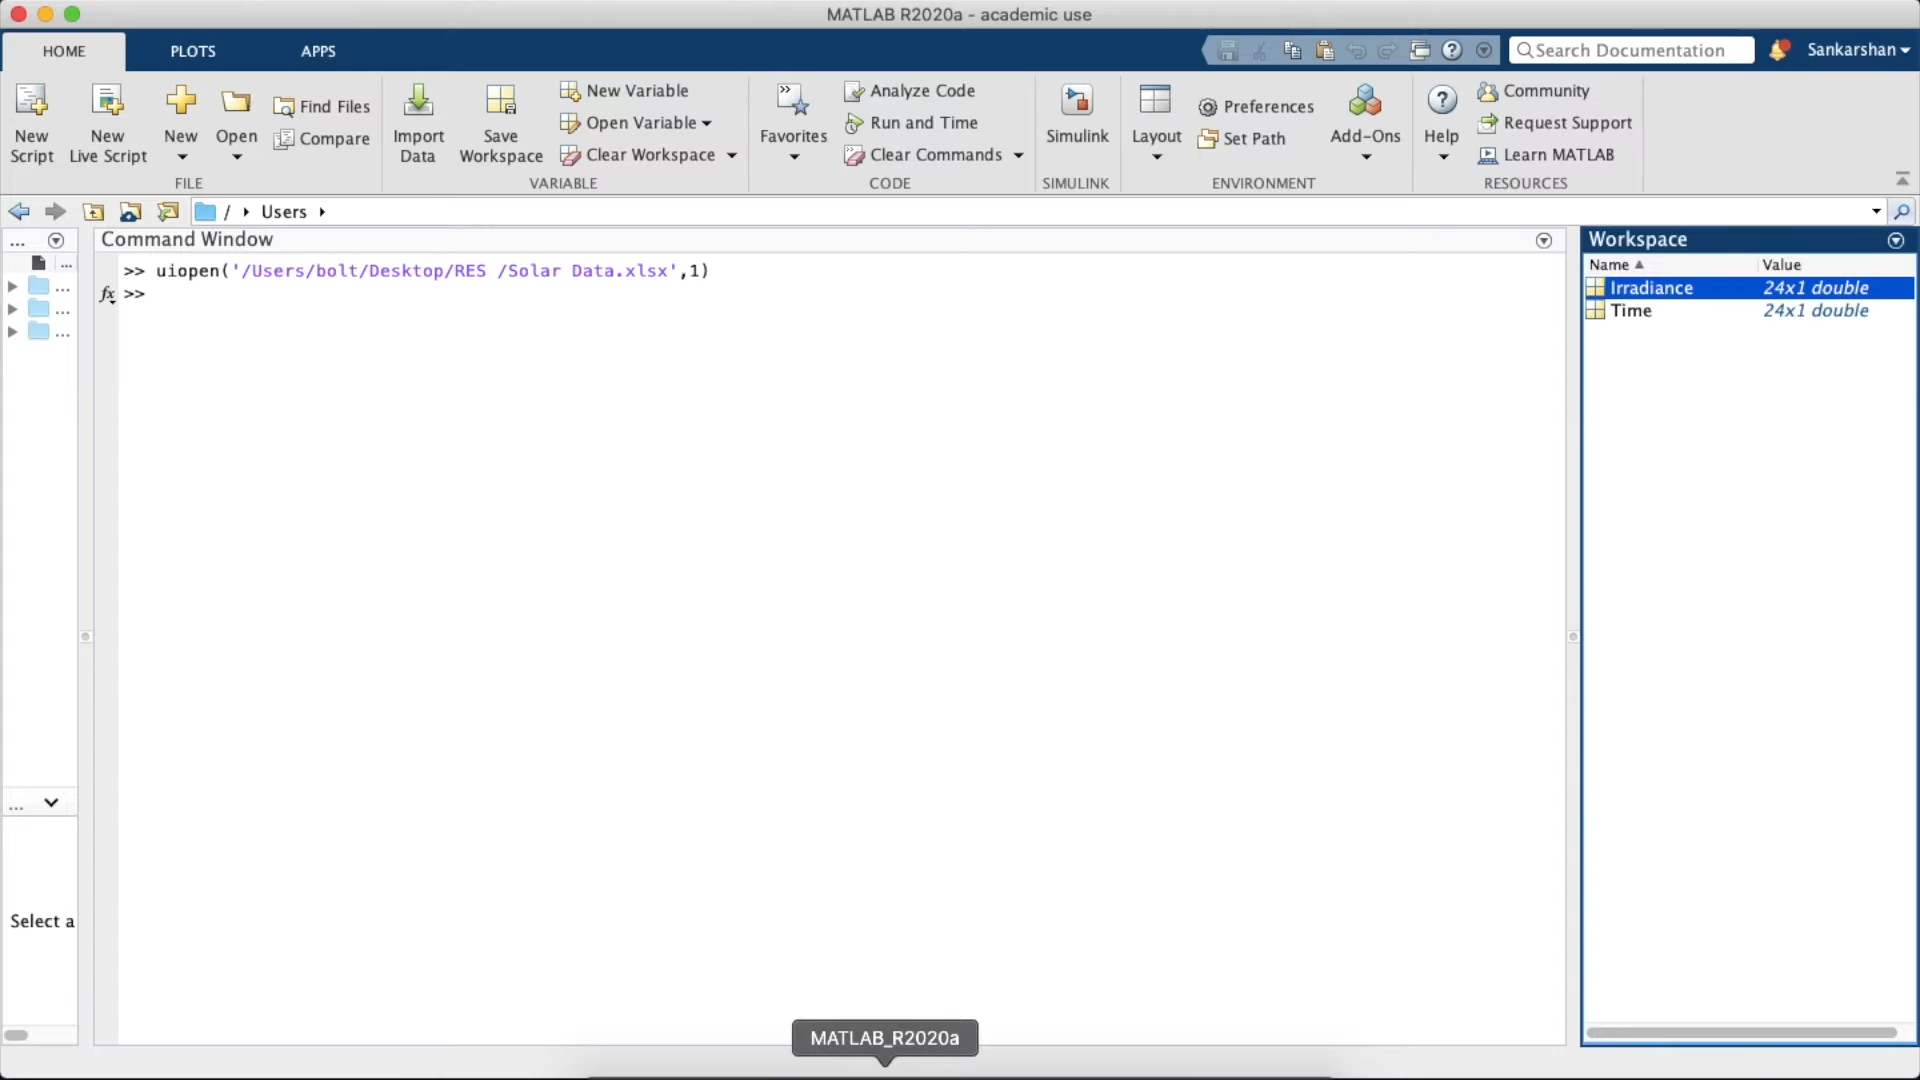 MATLAB R2020a - academic use
HOME PLOTS APPS
Search Documentation
Sankarshan
New Script
New Live Script
New
Open
Find Files
Compare
FILE
Import Data
Save Workspace
New Variable
Open Variable
Clear Workspace
VARIABLE
Favorites
Analyze Code
Run and Time
Clear Commands
CODE
Simulink
SIMULINK
Layout
Preferences
Set Path
Add-Ons
ENVIRONMENT
Help
Community
Request Support
Learn MATLAB
RESOURCES
/ Users
...
...
...
...
...
...
Select a
Command Window
>> uiopen('/Users/bolt/Desktop/RES /Solar Data.xlsx',1)
fx >>
Workspace
Name Value
Irradiance 24x1 double
Time 24x1 double
MATLAB_R2020a